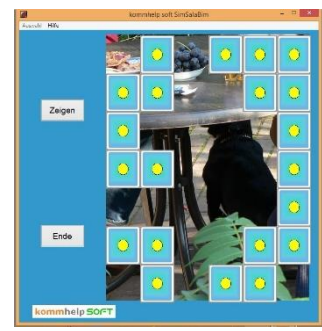 kommhelp soft SimSalaBim
Auswahl Hilfe
Zeigen
Ende
kommhelp SOFT